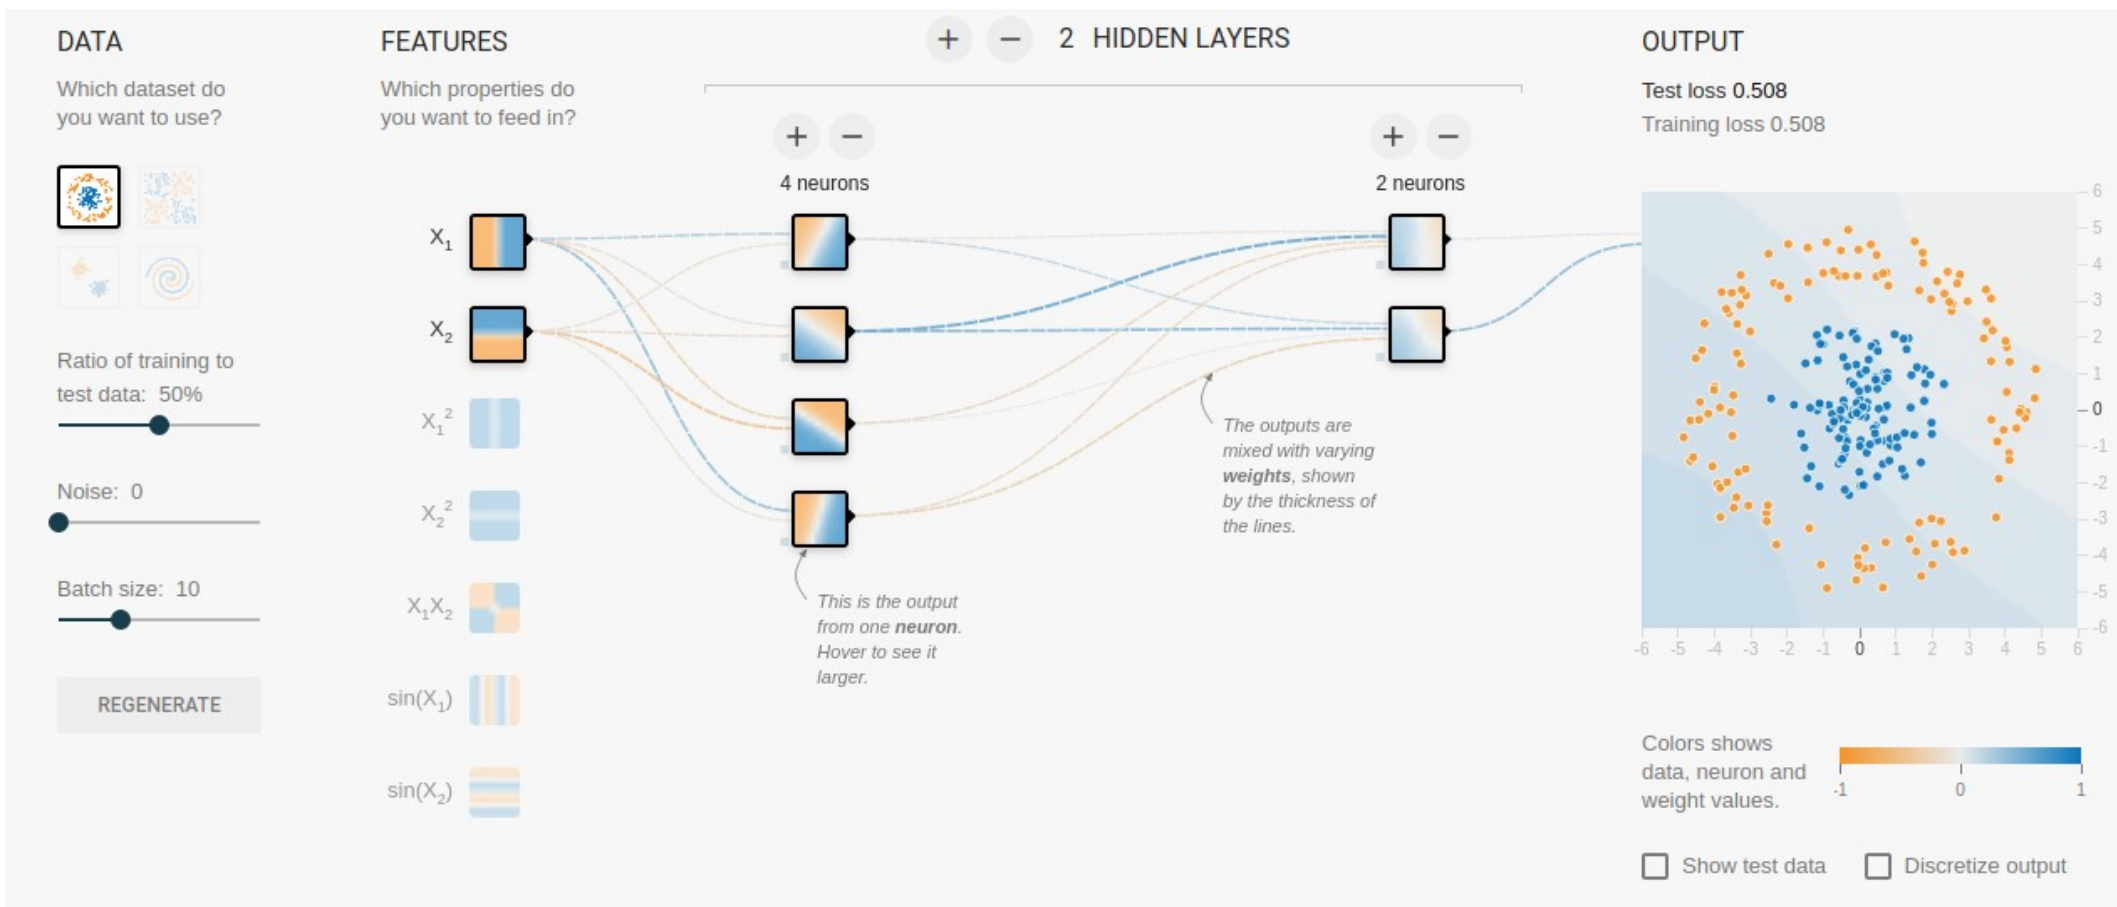 DATA
Which dataset do
you want to use?
Ratio of training to
test data: 50%
Noise: 0
Batch size: 10
REGENERATE
FEATURES
Which properties do
you want to feed in?
X1
X2
X1²
X2²
X1X2
sin(X1)
sin(X2)
+ − 2 HIDDEN LAYERS
+ −
4 neurons
+ −
2 neurons
This is the output
from one neuron.
Hover to see it
larger.
The outputs are
mixed with varying
weights, shown
by the thickness of
the lines.
OUTPUT
Test loss 0.508
Training loss 0.508
6
5
4
3
2
1
0
-1
-2
-3
-4
-5
-6
-6 -5 -4 -3 -2 -1 0 1 2 3 4 5 6
Colors shows
data, neuron and
weight values.
-1 0 1
Show test data
Discretize output